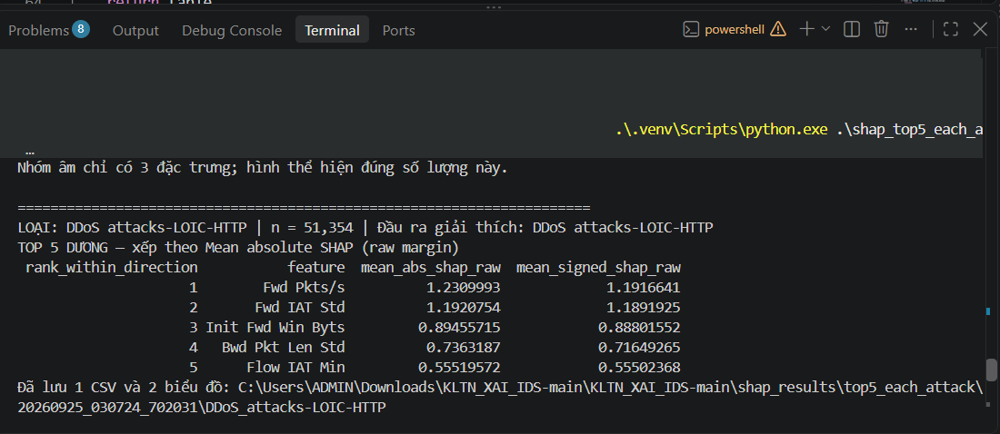 64 return table
Problems 8 Output Debug Console Terminal Ports powershell
.\.venv\Scripts\python.exe .\shap_top5_each_a
…
Nhóm âm chỉ có 3 đặc trưng; hình thể hiện đúng số lượng này.
======================================================================
LOẠI: DDoS attacks-LOIC-HTTP | n = 51,354 | Đầu ra giải thích: DDoS attacks-LOIC-HTTP
TOP 5 DƯƠNG — xếp theo Mean absolute SHAP (raw margin)
rank_within_direction feature mean_abs_shap_raw mean_signed_shap_raw
1 Fwd Pkts/s 1.2309993 1.1916641
2 Fwd IAT Std 1.1920754 1.1891925
3 Init Fwd Win Byts 0.89455715 0.88801552
4 Bwd Pkt Len Std 0.7363187 0.71649265
5 Flow IAT Min 0.55519572 0.55502368
Đã lưu 1 CSV và 2 biểu đồ: C:\Users\ADMIN\Downloads\KLTN_XAI_IDS-main\KLTN_XAI_IDS-main\shap_results\top5_each_attack\
20260925_030724_702031\DDoS_attacks-LOIC-HTTP